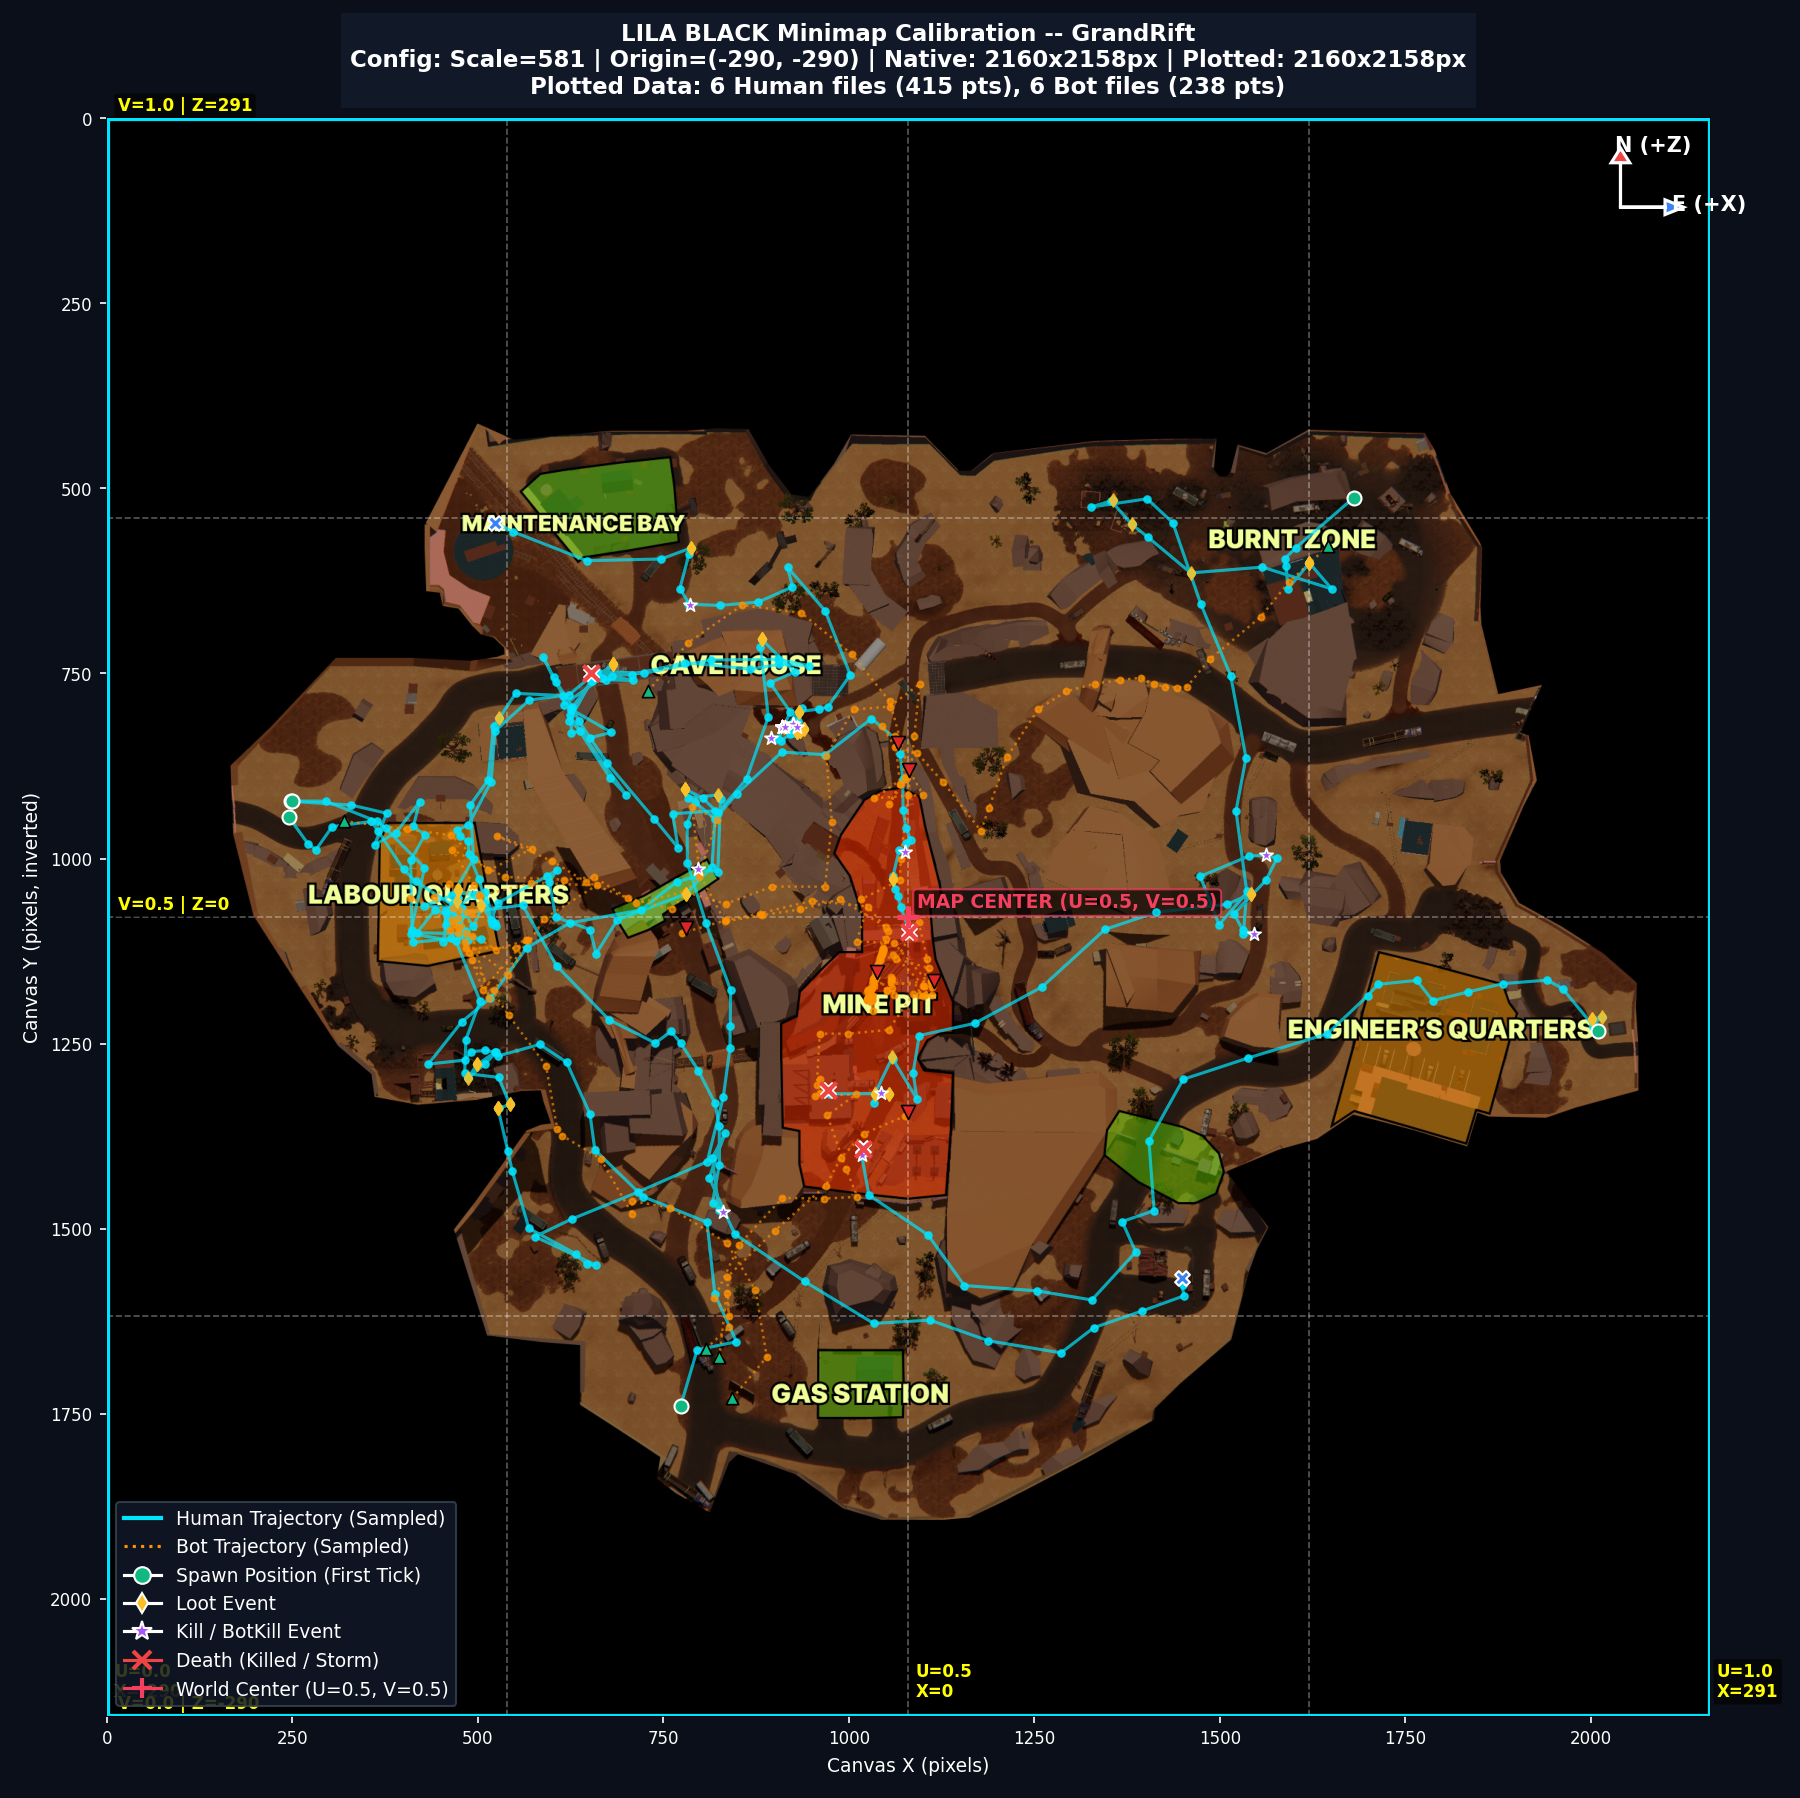 LILA BLACK Minimap Calibration -- GrandRift
Config: Scale=581 | Origin=(-290, -290) | Native: 2160x2158px | Plotted: 2160x2158px
Plotted Data: 6 Human files (415 pts), 6 Bot files (238 pts)
V=1.0 | Z=291
0
N (+Z)
E (+X)
250
500
MAINTENANCE BAY
BURNT ZONE
CAVE HOUSE
750
1000
LABOUR QUARTERS
V=0.5 | Z=0
MAP CENTER (U=0.5, V=0.5)
MINE PIT
ENGINEER'S QUARTERS
1250
1500
GAS STATION
1750
2000
Canvas Y (pixels, inverted)
Human Trajectory (Sampled)
Bot Trajectory (Sampled)
Spawn Position (First Tick)
Loot Event
Kill / BotKill Event
Death (Killed / Storm)
World Center (U=0.5, V=0.5)
U=0.0
V=0.0 | Z=-290
U=0.5
X=0
U=1.0
X=291
0
250
500
750
1000
1250
1500
1750
2000
Canvas X (pixels)